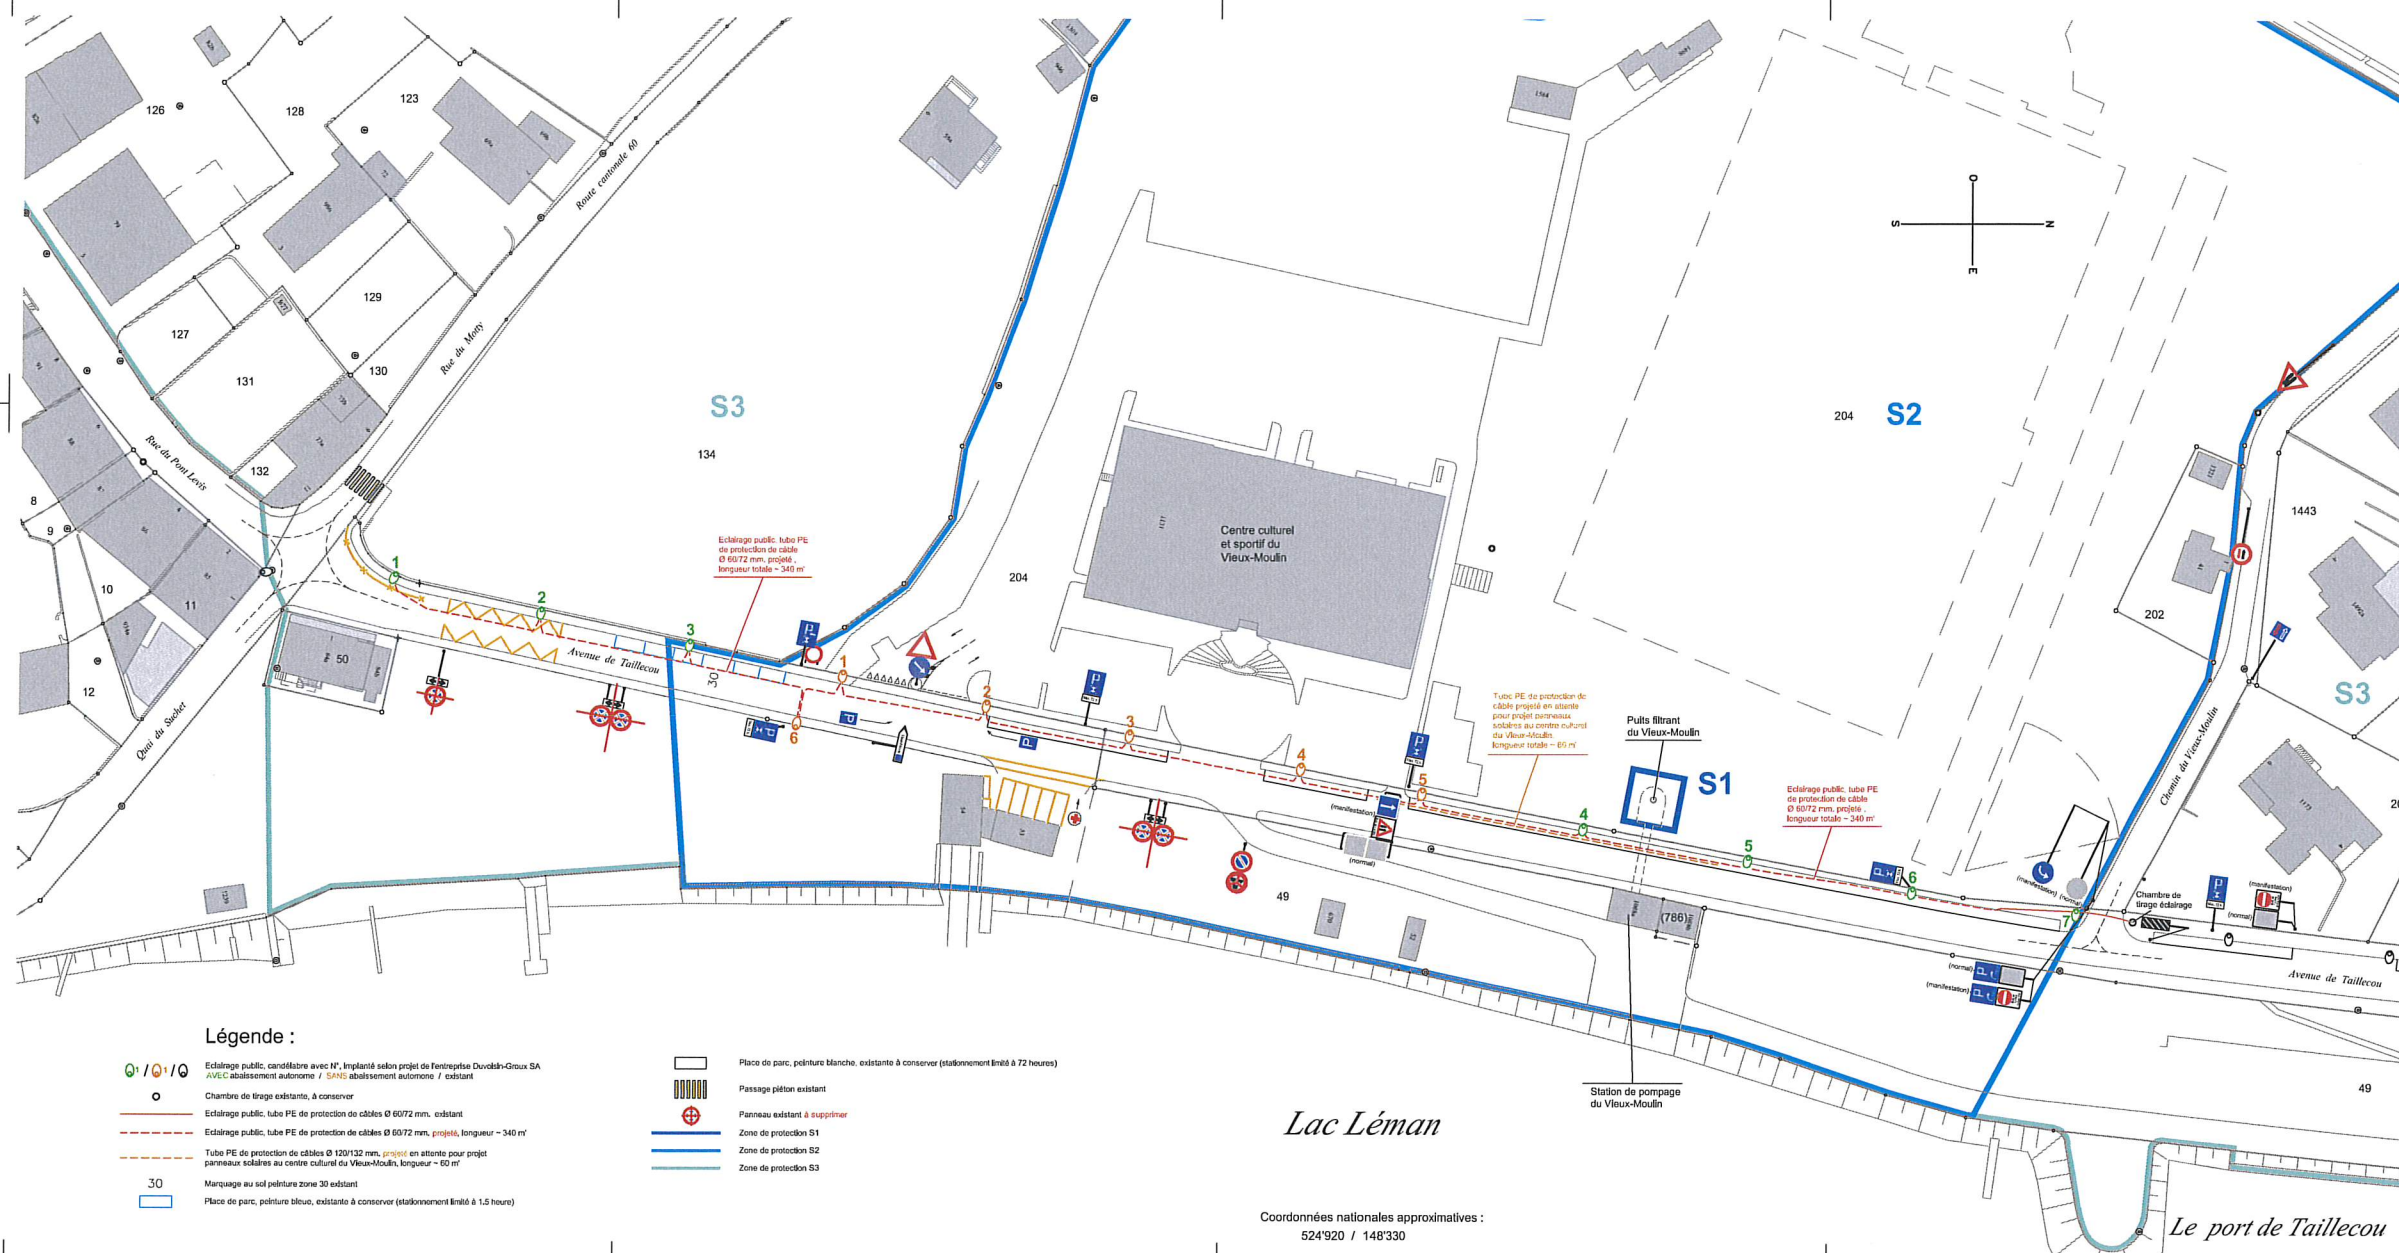 126
128
123
Route cantonale 60
Rue du Motty
129
127
131
130
132
Rue du Pont Levis
8
9
10
11
12
50
Quai du Suchet
S3
134
204
Centre culturel
et sportif du
Vieux-Moulin
204
S2
O
S
N
E
1443
202
S3
Chemin du Vieux-Moulin
Eclairage public, tube PE
de protection de câble
Ø 60/72 mm, projeté ,
longueur totale ~ 340 m'
1
2
3
Avenue de Taillecou
30
1
2
3
4
5
6
P
P
Tube PE de protection de
câble projeté en attente
pour projet panneaux
solaires au centre culturel
du Vieux-Moulin
Puits filtrant
du Vieux-Moulin
S1
Eclairage public, tube PE
de protection de câble
Ø 60/72 mm, projeté ,
longueur totale ~ 340 m'
4
5
6
7
(manifestation)
(normal)
(manifestation)
(normal)
Chambre de
tirage éclairage
(manifestation)
(normal)
(normal)
(manifestation)
Avenue de Taillecou
49
(786)
Station de pompage
du Vieux-Moulin
49
Lac Léman
Le port de Taillecou
Légende :
Eclairage public, candélabre avec N°, implanté selon projet de l'entreprise Duvoisin-Groux SA
AVEC abaissement autonome / SANS abaissement automome / existant
Chambre de tirage existante, à conserver
Eclairage public, tube PE de protection de câbles Ø 60/72 mm, existant
Eclairage public, tube PE de protection de câbles Ø 60/72 mm, projeté, longueur ~ 340 m'
Tube PE de protection de câbles Ø 120/132 mm, projeté en attente pour projet
panneaux solaires au centre culturel du Vieux-Moulin, longueur ~ 60 m'
30 Marquage au sol peinture zone 30 existant
Place de parc, peinture bleue, existante à conserver (stationnement limité à 1.5 heure)
Place de parc, peinture blanche, existante à conserver (stationnement limité à 72 heures)
Passage piéton existant
Panneau existant à supprimer
Zone de protection S1
Zone de protection S2
Zone de protection S3
Coordonnées nationales approximatives :
524'920 / 148'330